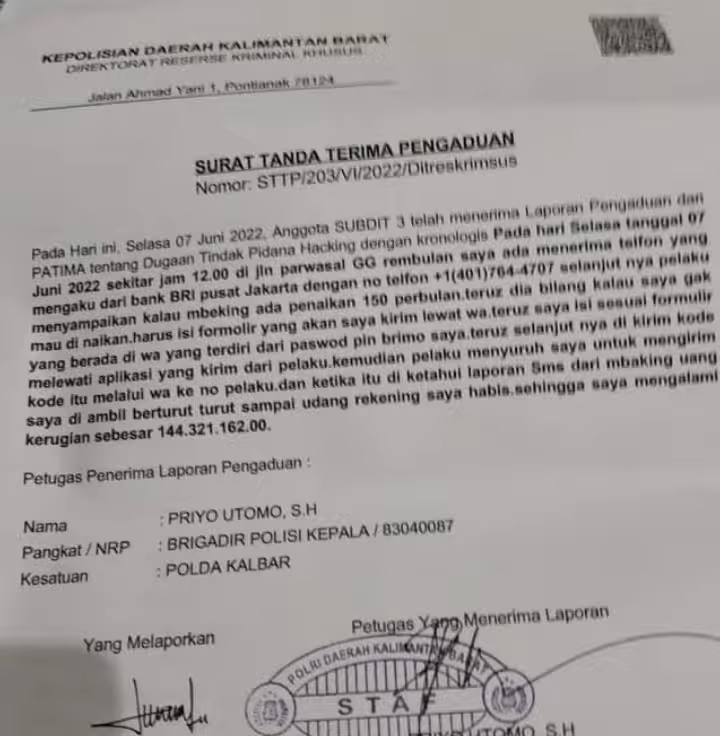 KEPOLISIAN DAERAH KALIMANTAN BARAT
DIREKTORAT RESERSE KRIMINAL KHUSUS
Jalan Ahmad Yani 1, Pontianak 78124
SURAT TANDA TERIMA PENGADUAN
Nomor: STTP/203/VI/2022/Ditreskrimsus
Pada Hari ini, Selasa 07 Juni 2022, Anggota SUBDIT 3 telah menerima Laporan Pengaduan dari
PATIMA tentang Dugaan Tindak Pidana Hacking dengan kronologis Pada hari Selasa tanggal 07
Juni 2022 sekitar jam 12.00 di jln parwasal GG rembulan saya ada menerima telfon yang
mengaku dari bank BRI pusat Jakarta dengan no telfon +1(401)764-4707 selanjut nya pelaku
menyampaikan kalau mbeking ada penaikan 150 perbulan.teruz dia bilang kalau saya gak
mau di naikan.harus isi formolir yang akan saya kirim lewat wa.teruz saya isi sesuai formulir
yang berada di wa yang terdiri dari paswod pin brimo saya.teruz selanjut nya di kirim kode
melewati aplikasi yang kirim dari pelaku.kemudian pelaku menyuruh saya untuk mengirim
kode itu melalui wa ke no pelaku.dan ketika itu di ketahui laporan Sms dari mbaking uang
saya di ambil berturut turut sampai udang rekening saya habis.sehingga saya mengalami
kerugian sebesar 144.321.162.00.
Petugas Penerima Laporan Pengaduan :
Nama : PRIYO UTOMO, S.H
Pangkat / NRP : BRIGADIR POLISI KEPALA / 83040087
Kesatuan : POLDA KALBAR
Yang Melaporkan
Petugas Yang Menerima Laporan
POLRI DAERAH KALIMANTAN BARAT
STAF
PRIYO UTOMO, S.H